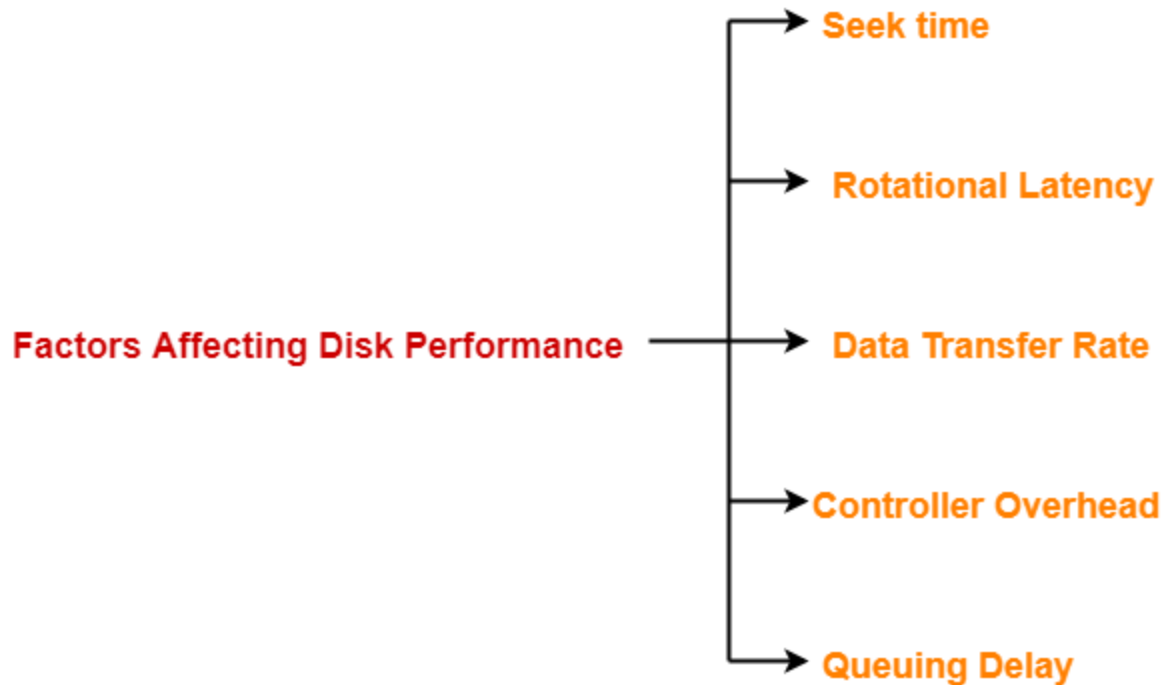 Seek time
Rotational Latency
Factors Affecting Disk Performance
Data Transfer Rate
Controller Overhead
Queuing Delay